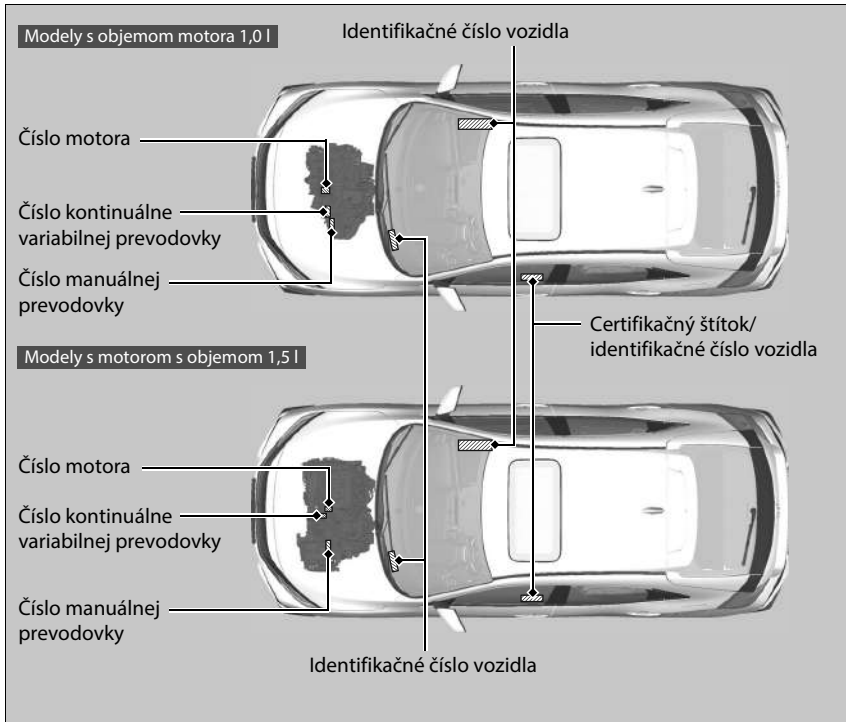 Modely s objemom motora 1,0 l
Identifikačné číslo vozidla
Číslo motora
Číslo kontinuálne
variabilnej prevodovky
Číslo manuálnej
prevodovky
Certifikačný štítok/
identifikačné číslo vozidla
Modely s motorom s objemom 1,5 l
Číslo motora
Číslo kontinuálne
variabilnej prevodovky
Číslo manuálnej
prevodovky
Identifikačné číslo vozidla